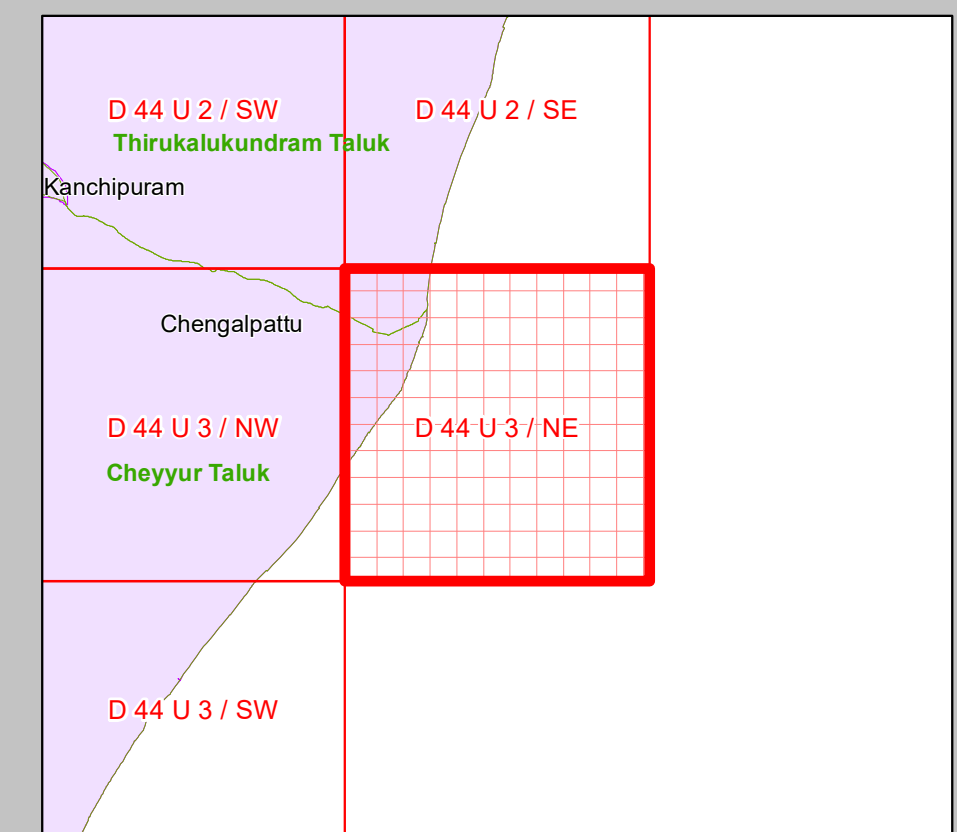 D 44 U 2 / SW
D 44 U 2 / SE
Thirukalukundram Taluk
Kanchipuram
Chengalpattu
D 44 U 3 / NW
D 44 U 3 / NE
Cheyyur Taluk
D 44 U 3 / SW